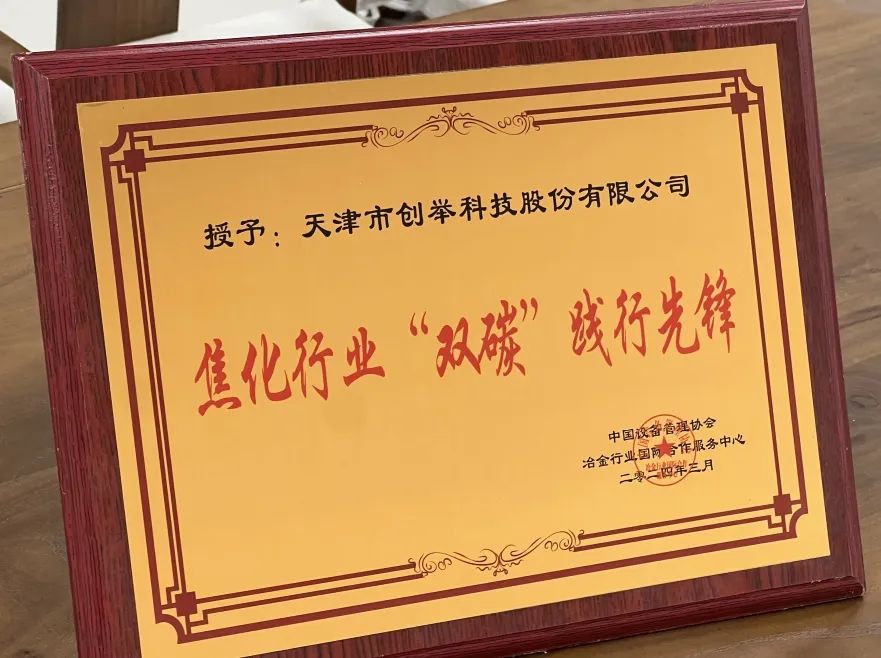 授予：天津市创举科技股份有限公司
焦化行业“双碳”践行先锋
中国设备管理协会
冶金行业国际合作服务中心
二零二四年三月